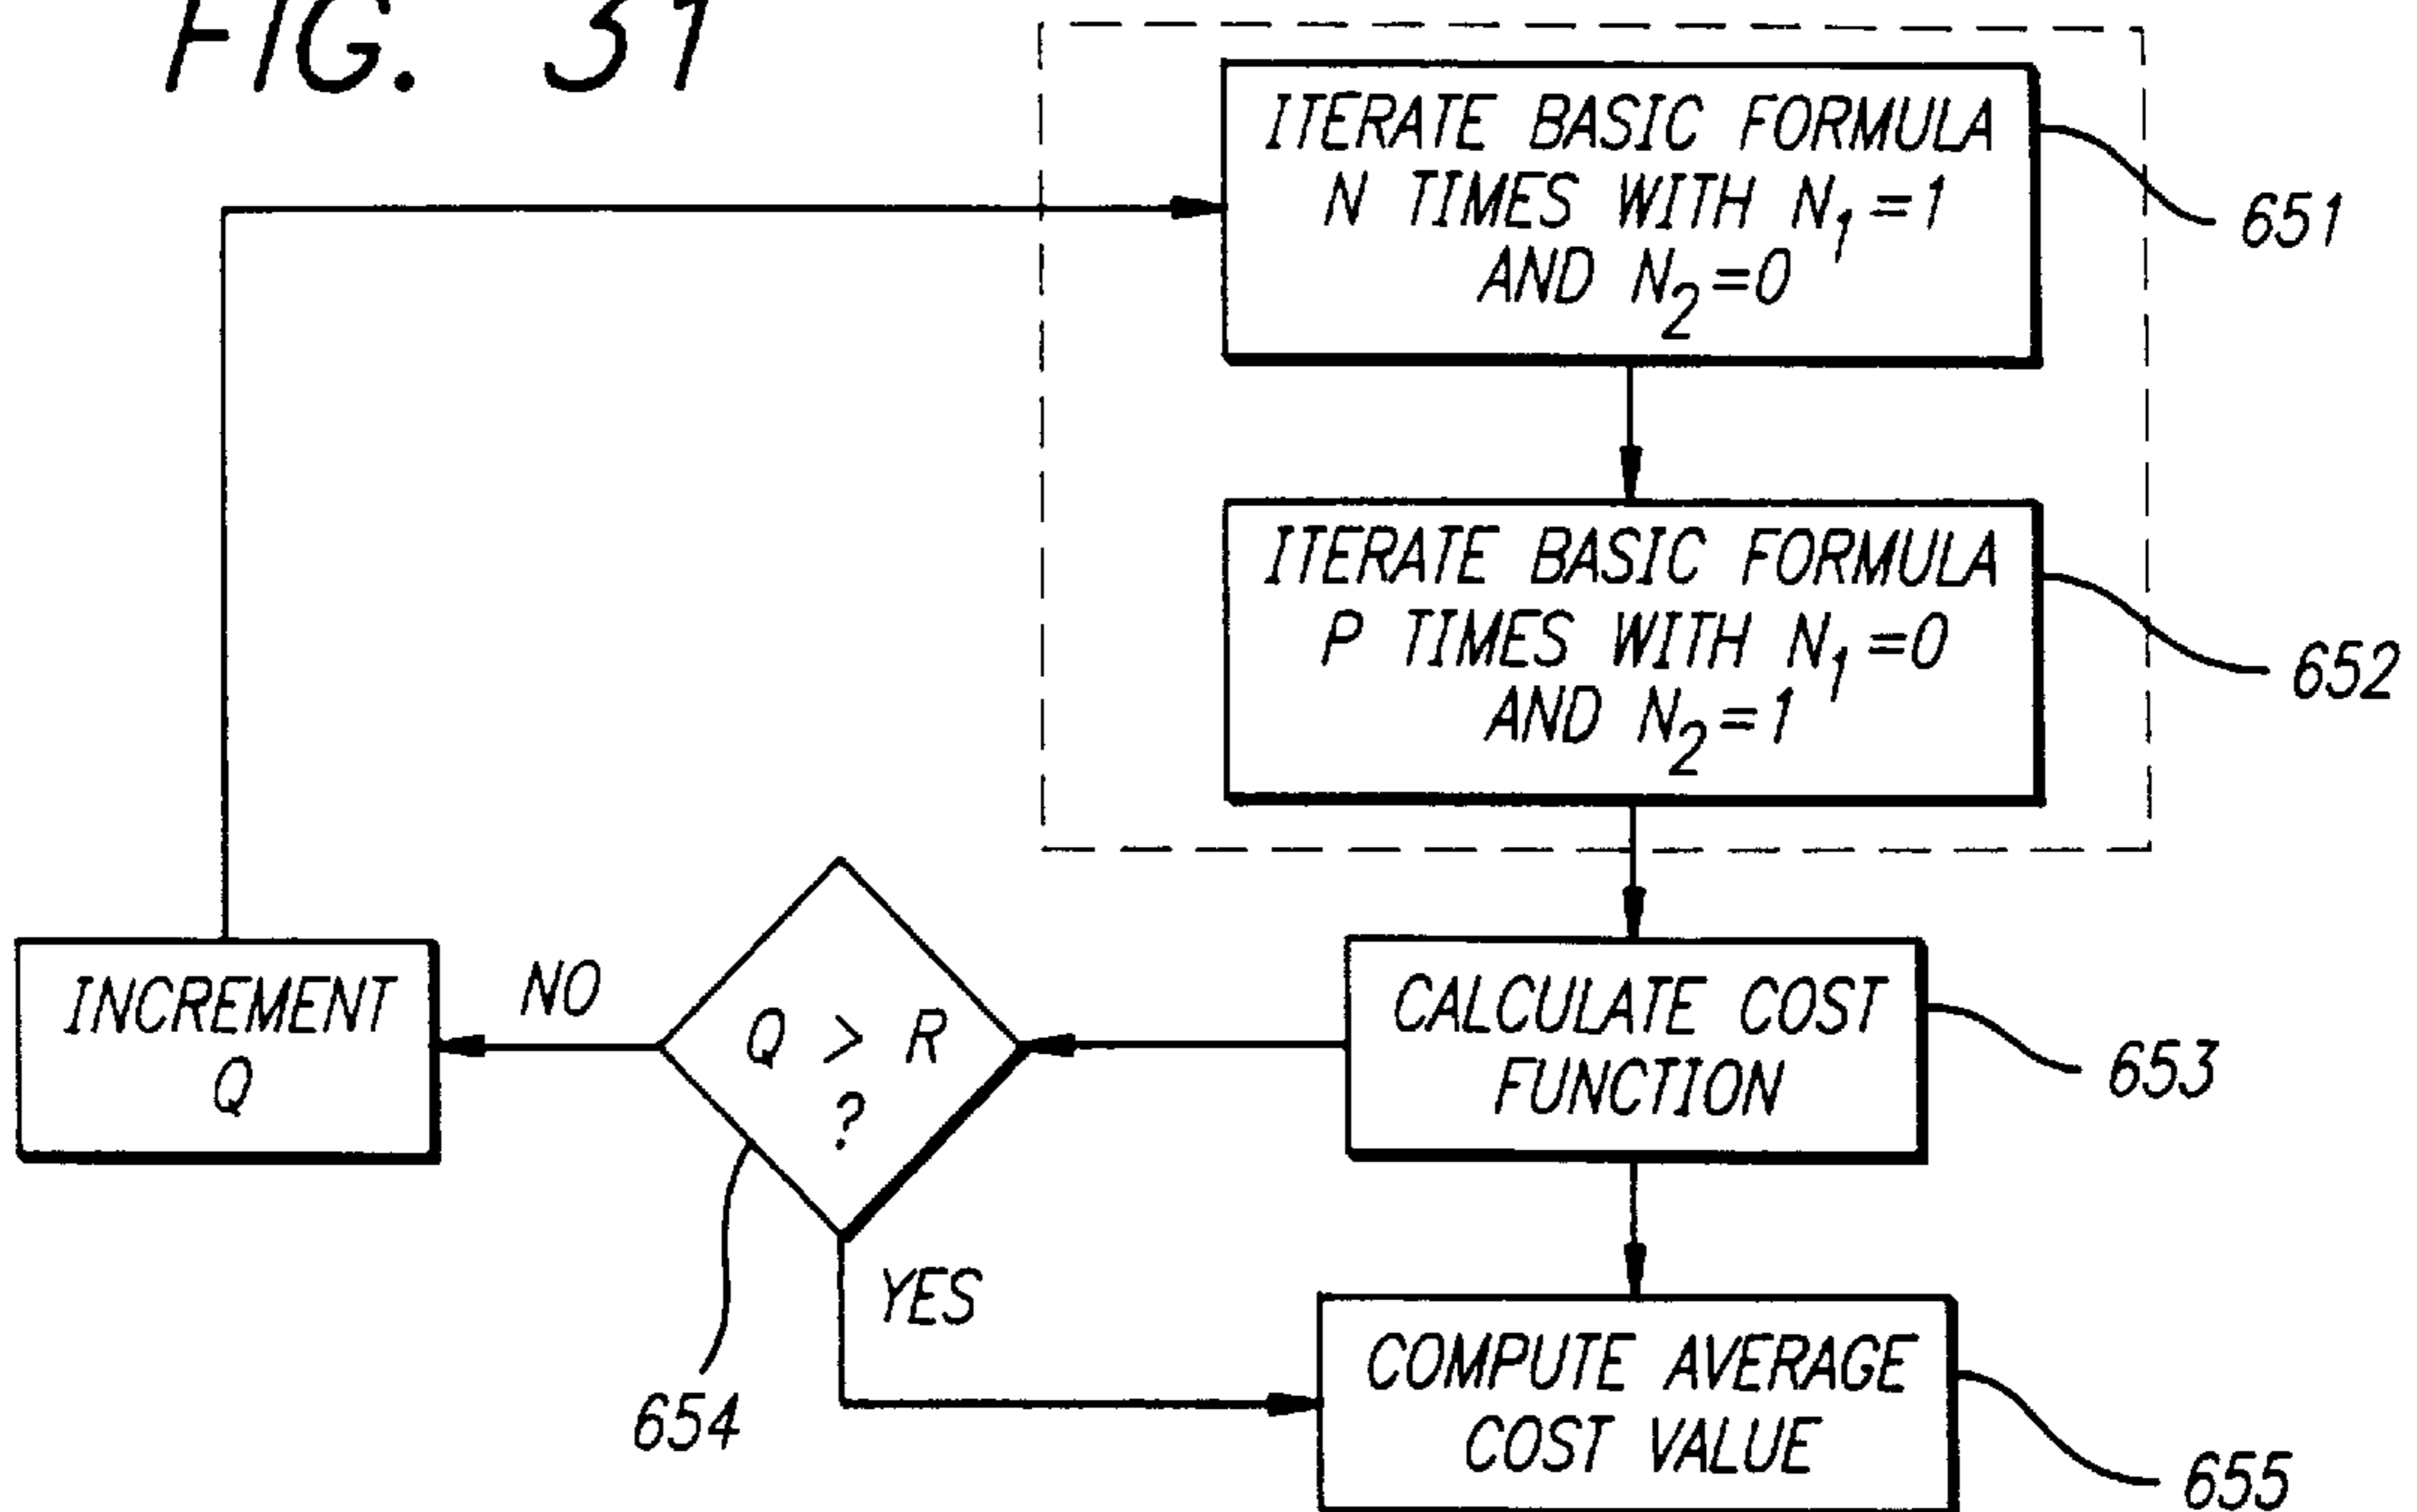 FIG. 31
ITERATE BASIC FORMULA
N TIMES WITH N₁=1
AND N₂=0
651
ITERATE BASIC FORMULA
P TIMES WITH N₁=0
AND N₂=1
652
INCREMENT
Q
NO
Q > R
?
CALCULATE COST
FUNCTION
653
YES
654
COMPUTE AVERAGE
COST VALUE
655